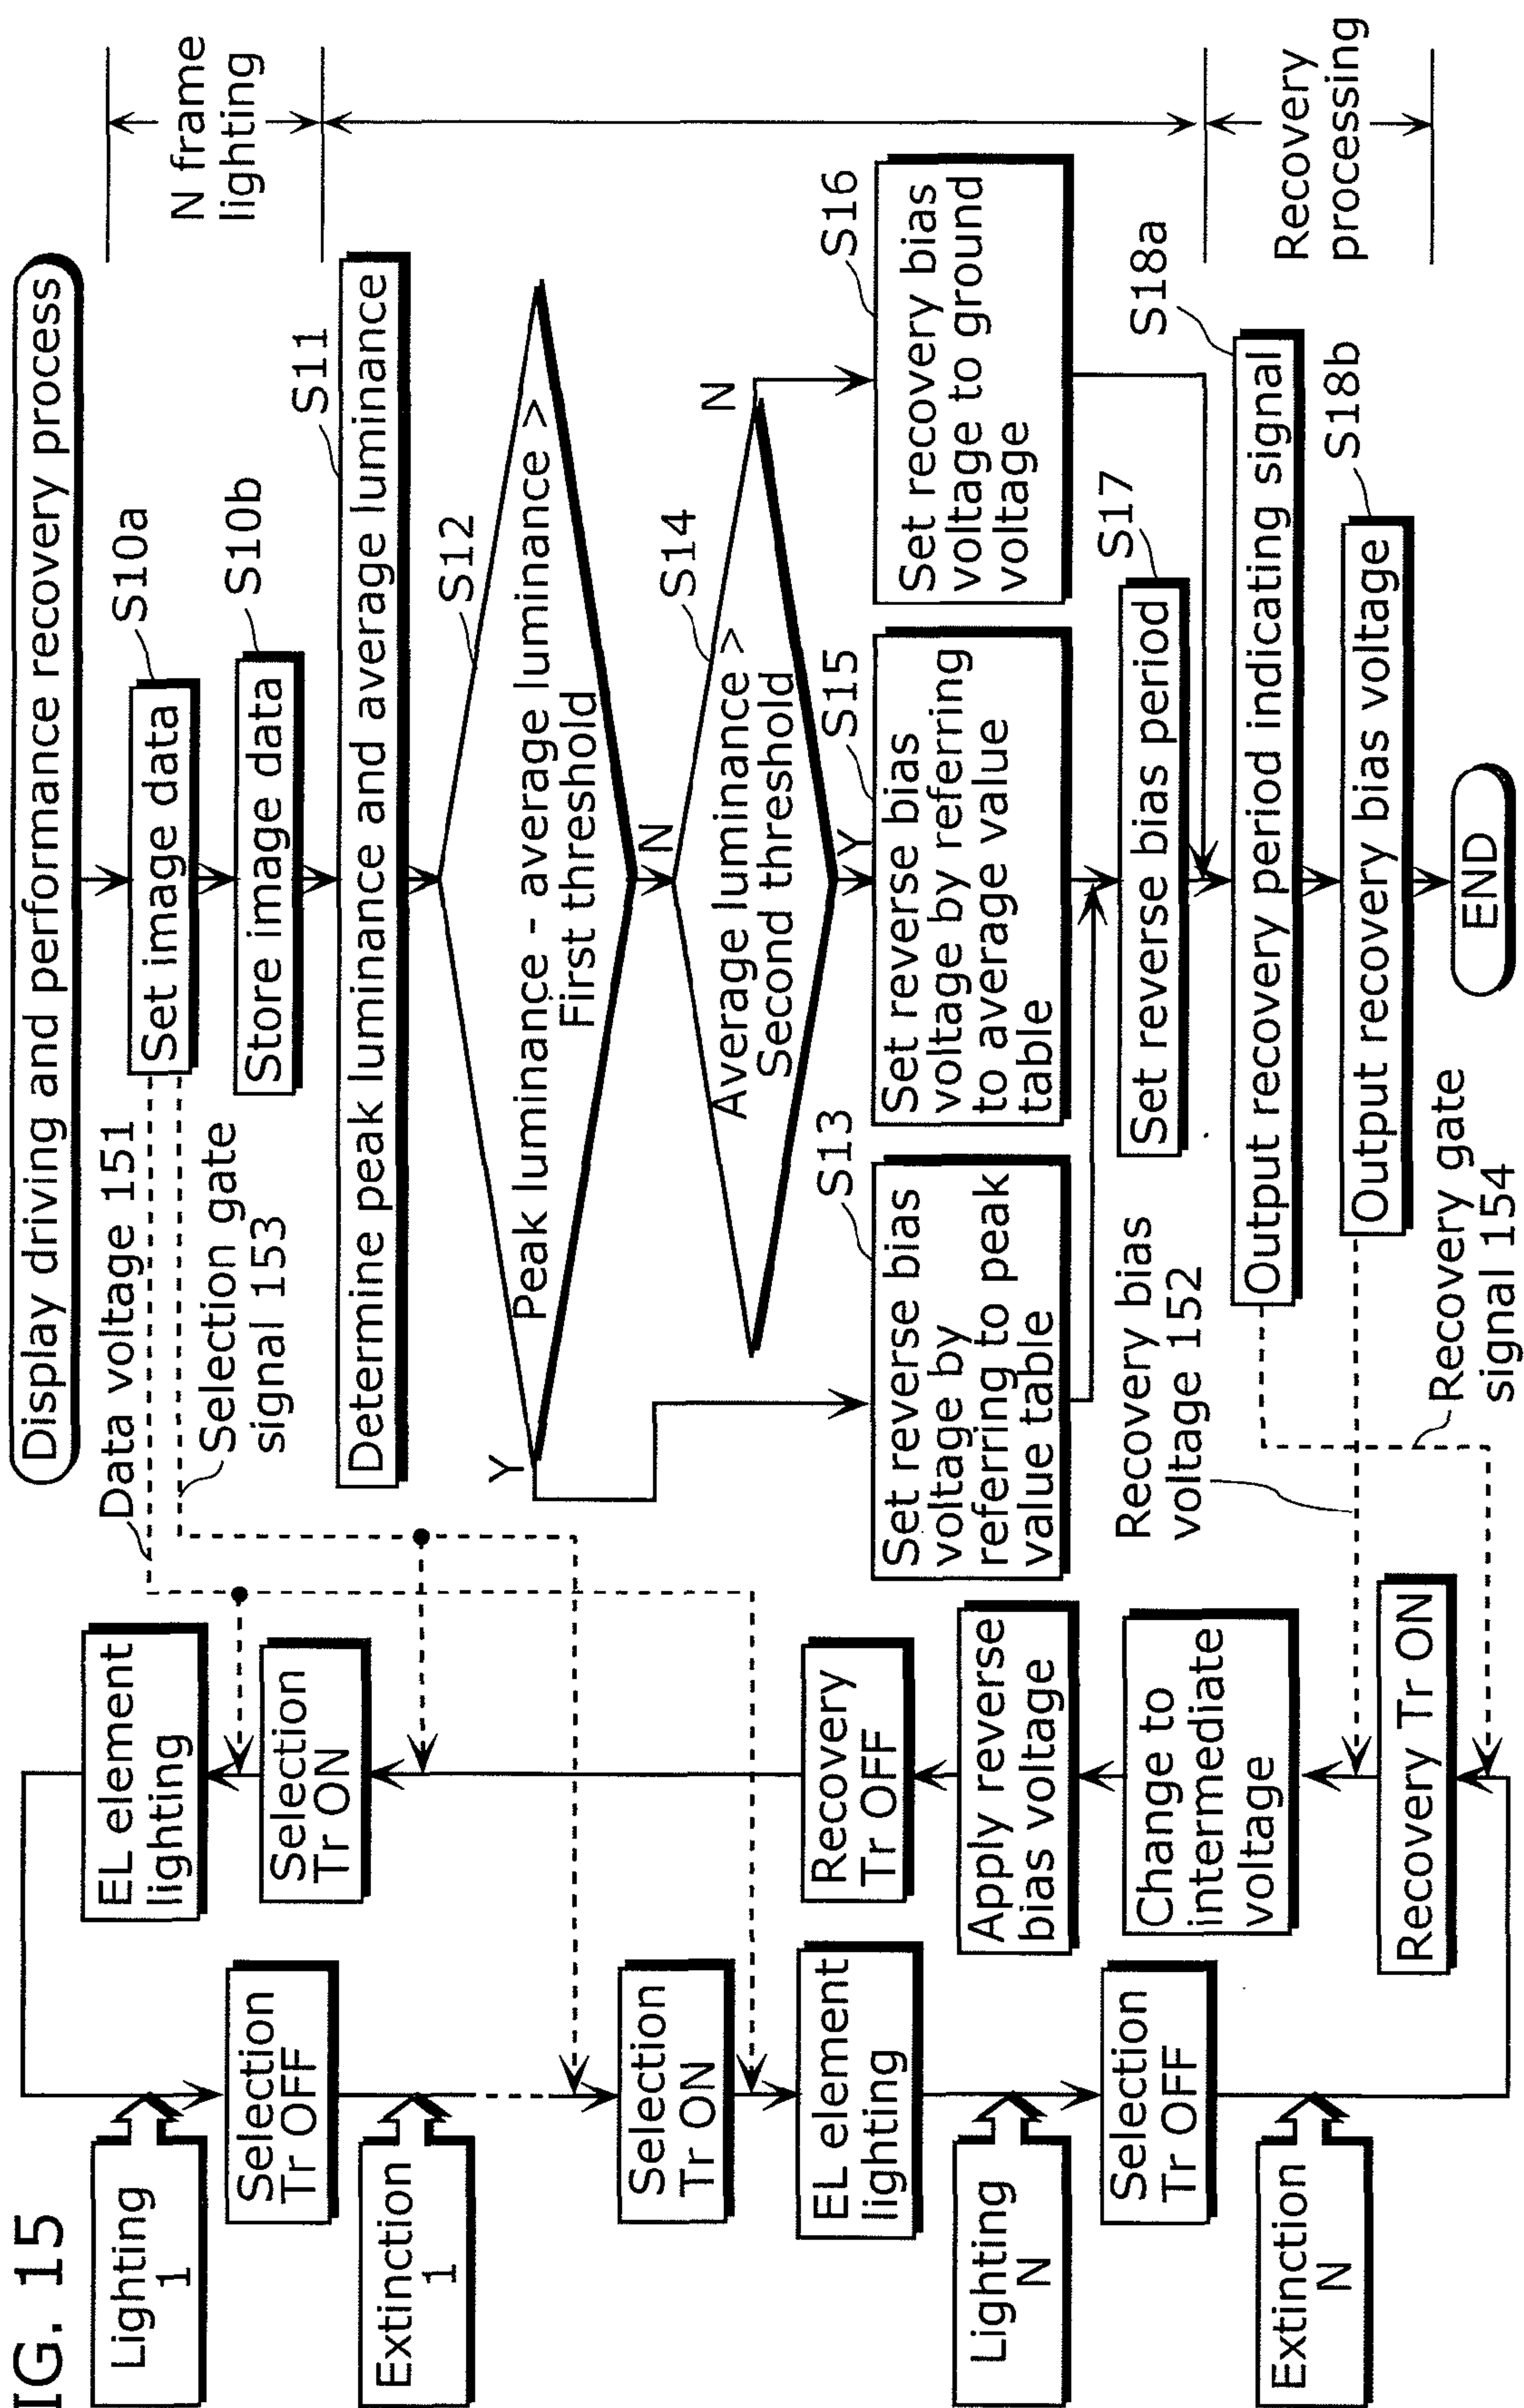 IG. 15
Display driving and performance recovery process
Data voltage 151
Selection gate
signal 153
Set image data
S10a
Store image data
S10b
N frame
lighting
Determine peak luminance and average luminance
S11
Peak luminance - average luminance >
First threshold
S12
Y
N
Average luminance >
Second threshold
S14
N
Y
Set reverse bias
voltage by
referring to peak
value table
S13
Set reverse bias
voltage by referring
to average value
table
S15
Set recovery bias
voltage to ground
voltage
S16
Set reverse bias period
S17
Recovery bias
voltage 152
Output recovery period indicating signal
S18a
Recovery
processing
Output recovery bias voltage
S18b
Recovery gate
signal 154
END
Lighting
1
EL element
lighting
Selection
Tr OFF
Selection
Tr ON
Extinction
1
Selection
Tr ON
EL element
lighting
Recovery
Tr OFF
Lighting
N
Apply reverse
bias voltage
Selection
Tr OFF
Change to
intermediate
voltage
Extinction
N
Recovery Tr ON